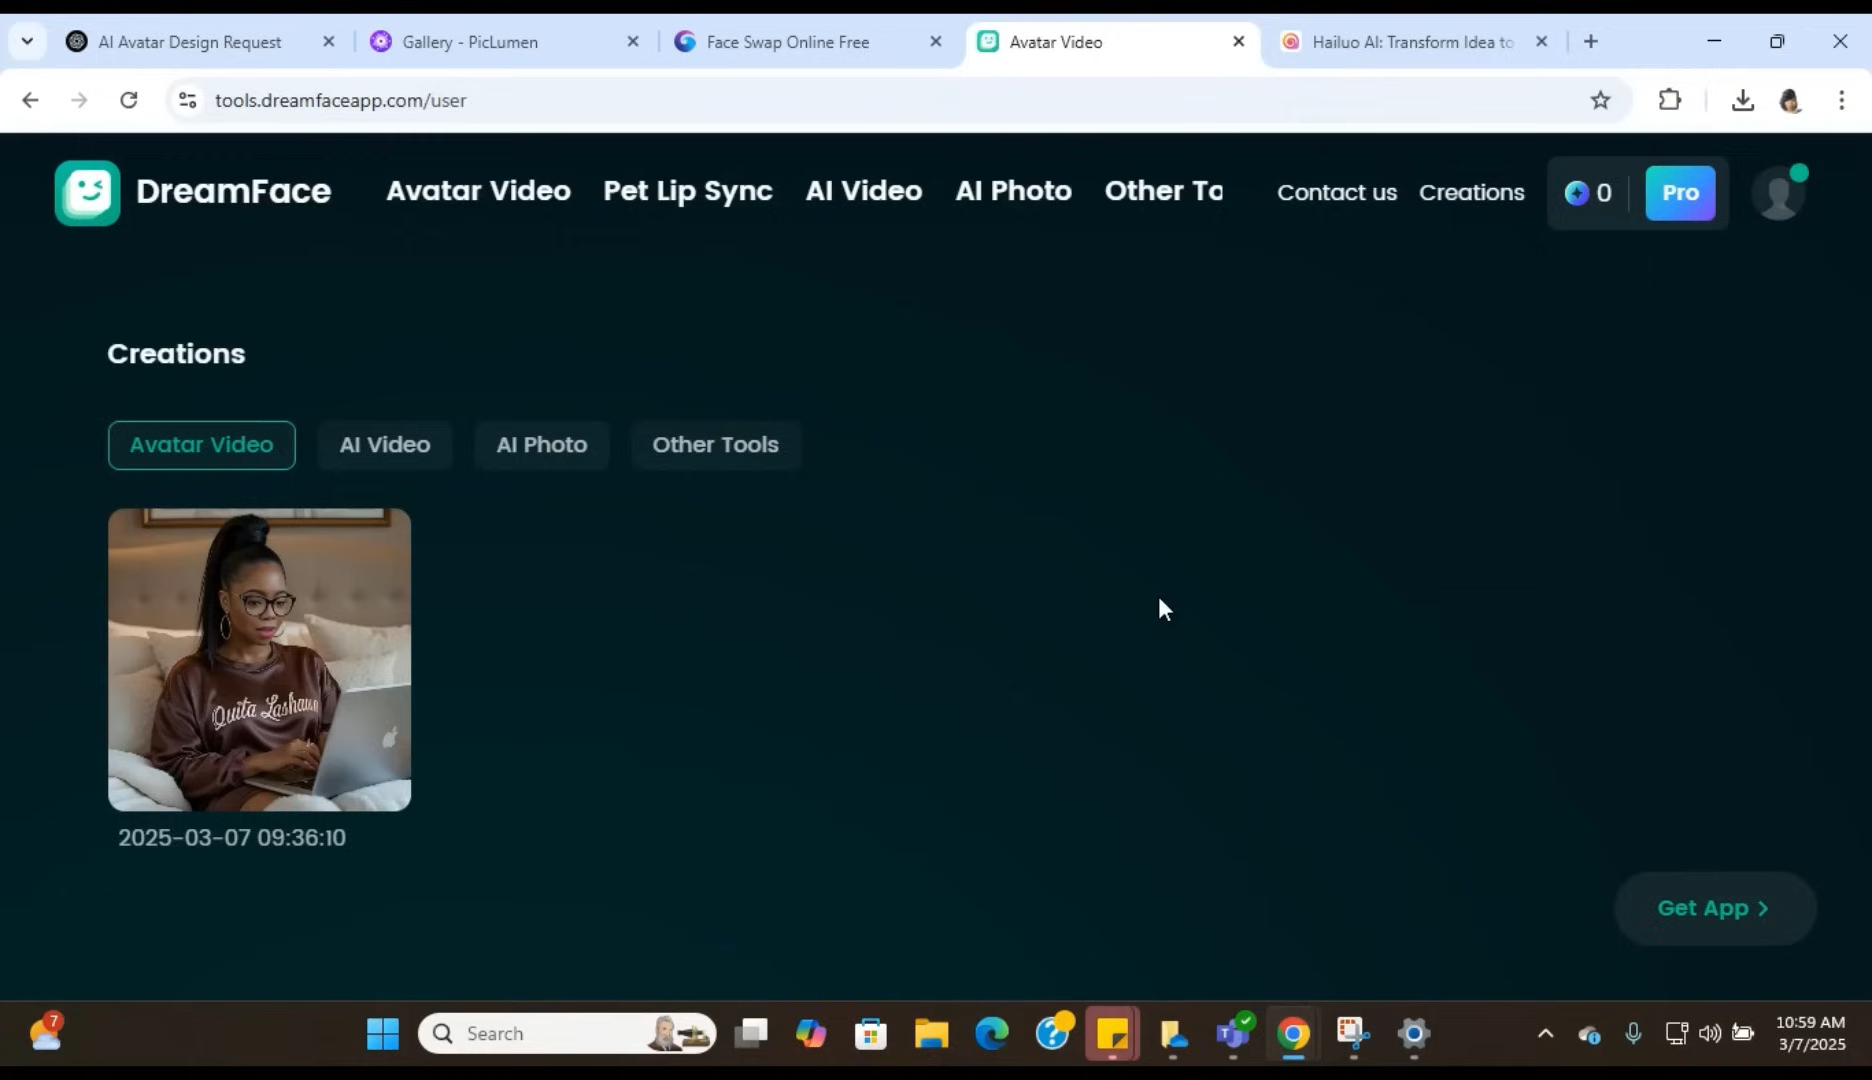 AI Avatar Design Request
Gallery - PicLumen
Face Swap Online Free
Avatar Video
Hailuo AI: Transform Idea to
tools.dreamfaceapp.com/user
DreamFace
Avatar Video
Pet Lip Sync
AI Video
AI Photo
Other To
Contact us
Creations
0
Pro
Creations
Avatar Video
AI Video
AI Photo
Other Tools
Quita Lashaun
2025-03-07 09:36:10
Get App
7
Search
10:59 AM
3/7/2025